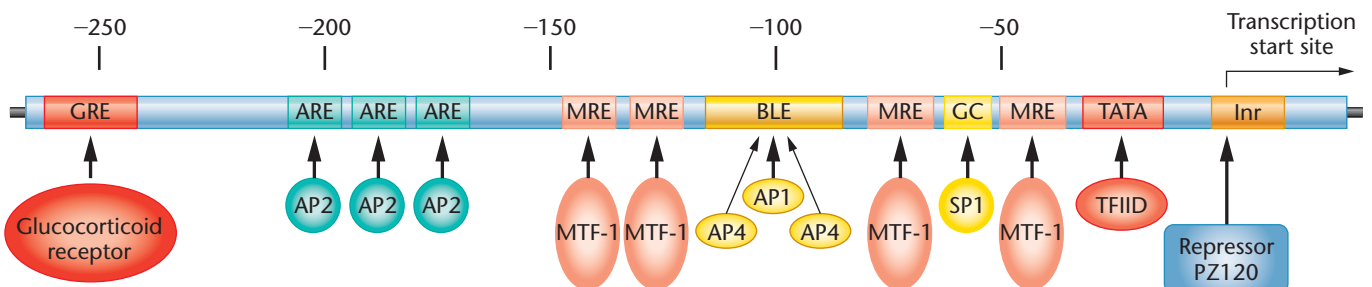 −250
−200
−150
−100
−50
Transcription
start site
GRE
ARE
ARE
ARE
MRE
MRE
BLE
MRE
GC
MRE
TATA
Inr
Glucocorticoid
receptor
AP2
AP2
AP2
MTF-1
MTF-1
AP4
AP1
AP4
MTF-1
SP1
MTF-1
TFIID
Repressor
PZ120